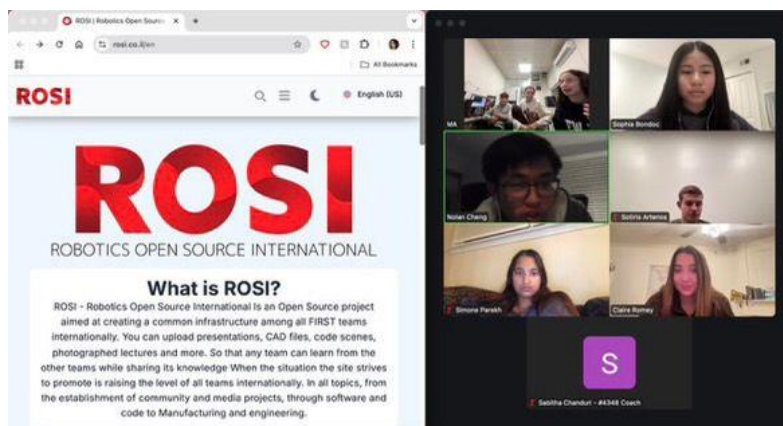 ROSI | Robotics Open Source
rosi.co.il/en
All Bookmarks
ROSI
English (US)
ROSI
ROBOTICS OPEN SOURCE INTERNATIONAL
What is ROSI?
ROSI - Robotics Open Source International Is an Open Source project
aimed at creating a common infrastructure among all FIRST teams
internationally. You can upload presentations, CAD files, code scenes,
photographed lectures and more. So that any team can learn from the
other teams while sharing its knowledge When the situation the site strives
to promote is raising the level of all teams internationally. In all topics, from
the establishment of community and media projects, through software and
code to Manufacturing and engineering.
MA
Sophia Bondoc
Nolan Cheng
Sotiris Artemos
Simone Parekh
Claire Romey
S
Sabitha Chanduri - #4348 Coach